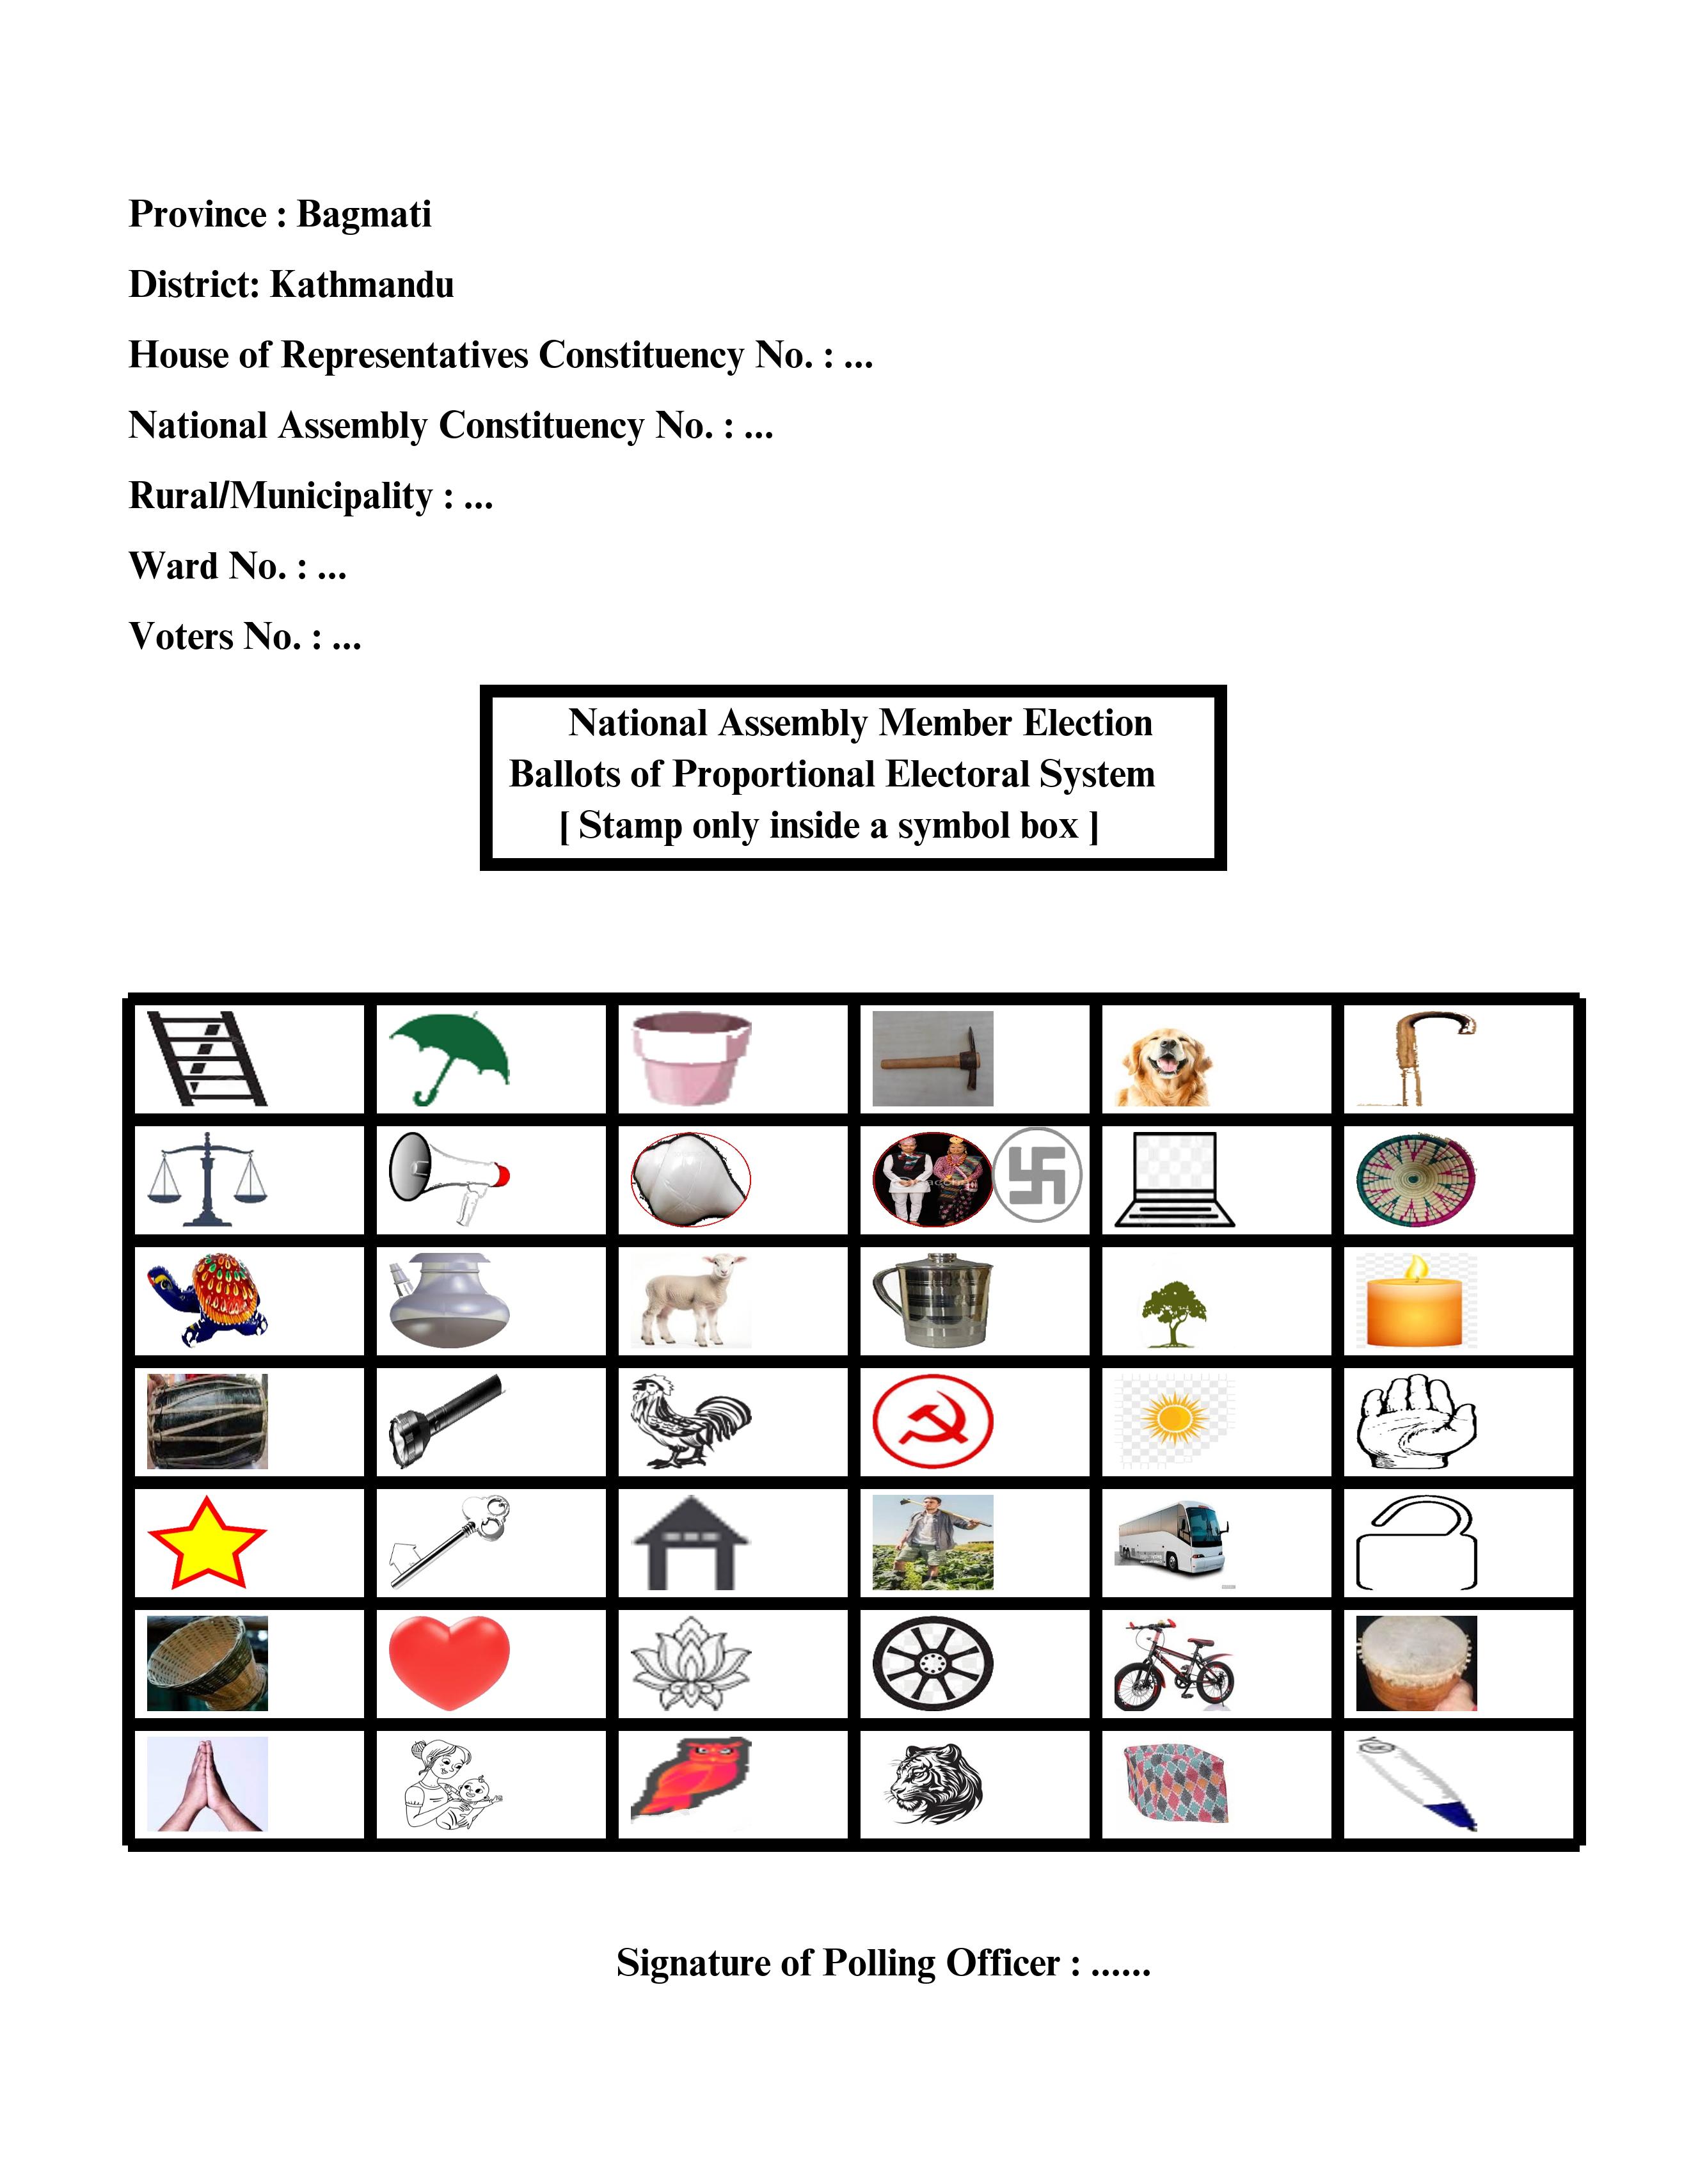 Province : Bagmati
District: Kathmandu
House of Representatives Constituency No. : ...
National Assembly Constituency No. : ...
Rural/Municipality : ...
Ward No. : ...
Voters No. : ...
National Assembly Member Election
Ballots of Proportional Electoral System
[ Stamp only inside a symbol box ]
Signature of Polling Officer : ......